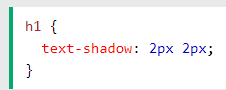 h1 {
  text-shadow: 2px 2px;
}